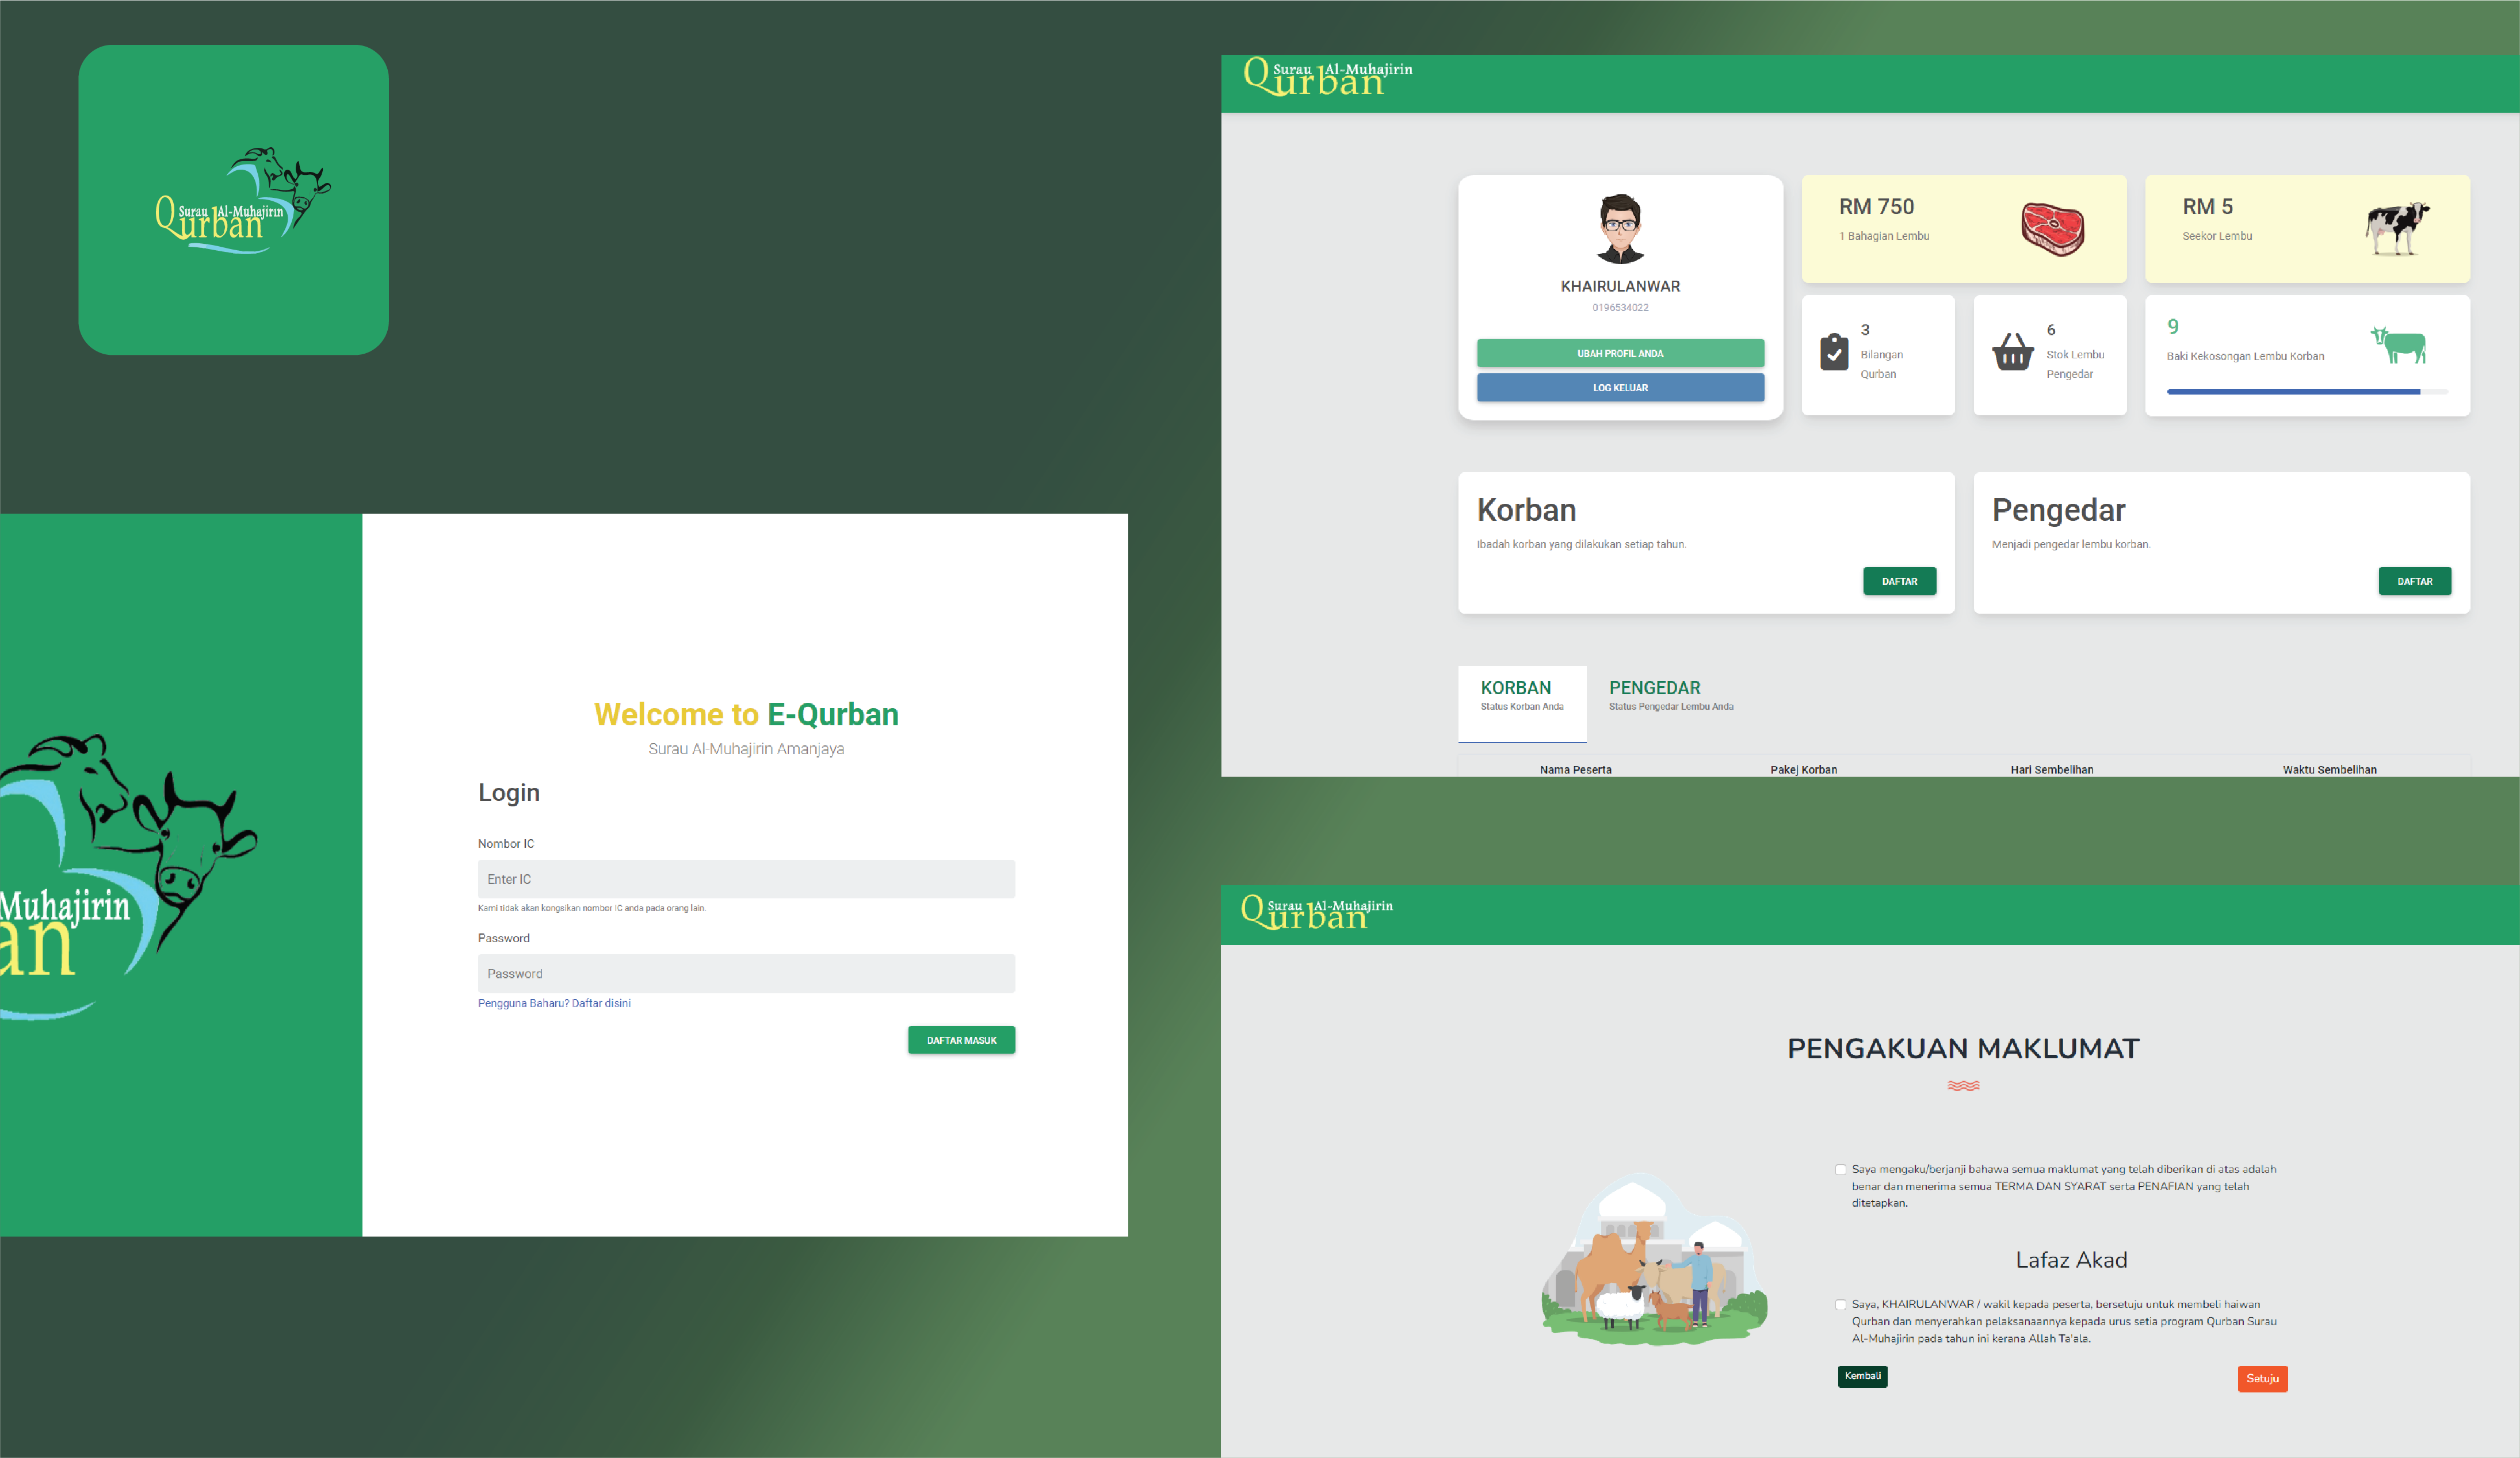 Qurban
Surau Al-Muhajirin
Muhajirin
an
Welcome to E-Qurban
Surau Al-Muhajirin Amanjaya
Login
Nombor IC
Enter IC
Kami tidak akan kongsikan nombor IC anda pada orang lain.
Password
Password
Pengguna Baharu? Daftar disini
DAFTAR MASUK
Qurban
Surau Al-Muhajirin
KHAIRULANWAR
0196534022
UBAH PROFIL ANDA
LOG KELUAR
RM 750
1 Bahagian Lembu
RM 5
Seekor Lembu
3
Bilangan
Qurban
6
Stok Lembu
Pengedar
9
Baki Kekosongan Lembu Korban
Korban
Ibadah korban yang dilakukan setiap tahun.
DAFTAR
Pengedar
Menjadi pengedar lembu korban.
DAFTAR
KORBAN
Status Korban Anda
PENGEDAR
Status Pengedar Lembu Anda
Nama Peserta Pakej Korban Hari Sembelihan Waktu Sembelihan
Qurban
Surau Al-Muhajirin
PENGAKUAN MAKLUMAT
Saya mengaku/berjanji bahawa semua maklumat yang telah diberikan di atas adalah
benar dan menerima semua TERMA DAN SYARAT serta PENAFIAN yang telah
ditetapkan.
Lafaz Akad
Saya, KHAIRULANWAR / wakil kepada peserta, bersetuju untuk membeli haiwan
Qurban dan menyerahkan pelaksanaannya kepada urus setia program Qurban Surau
Al-Muhajirin pada tahun ini kerana Allah Ta'ala.
Kembali
Setuju